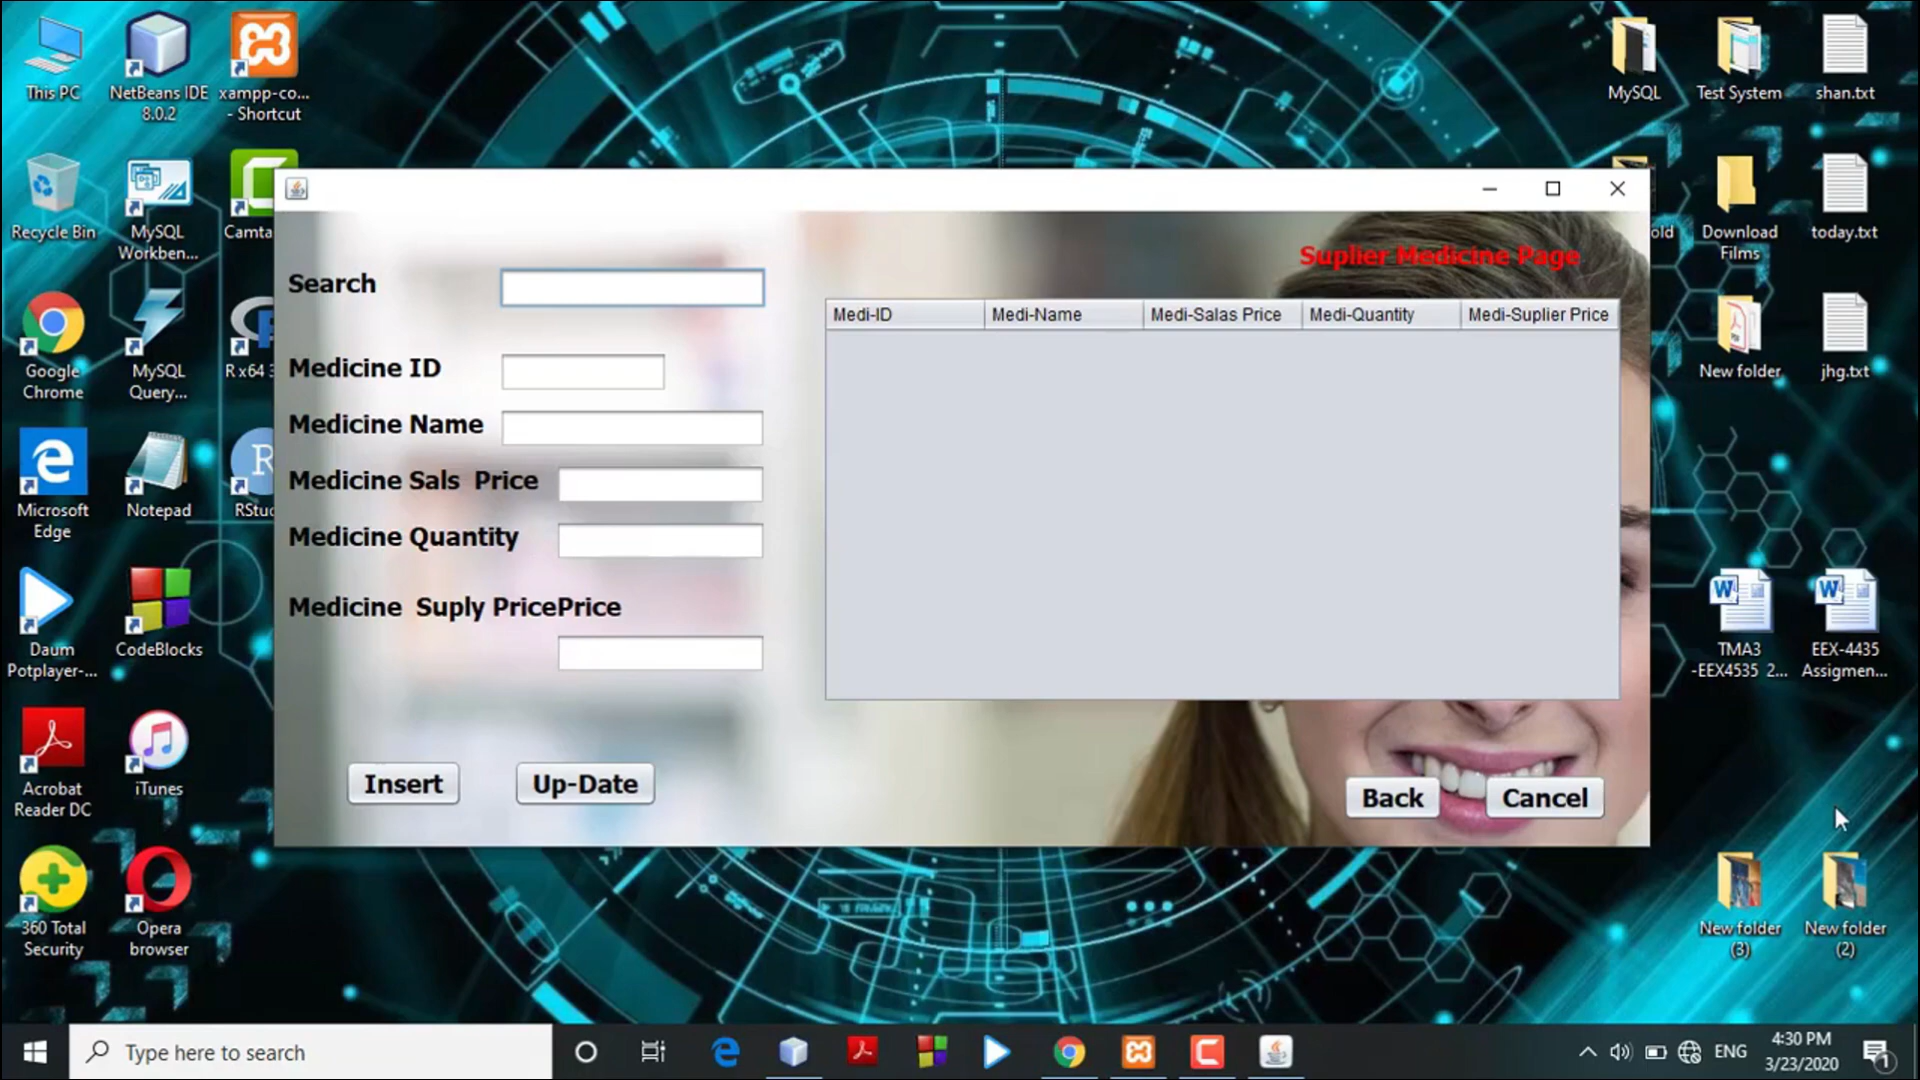 This PC
NetBeans IDE
8.0.2
xampp-co...
- Shortcut
MySQL
Test System
shan.txt
Recycle Bin
MySQL
Workben...
Camta
old
Download
Films
today.txt
Suplier Medicine Page
Search
Medi-ID
Medi-Name
Medi-Salas Price
Medi-Quantity
Medi-Suplier Price
Google
Chrome
MySQL
Query...
R x64 3
New folder
jhg.txt
Medicine ID
Medicine Name
Medicine Sals  Price
Medicine Quantity
Medicine  Suply PricePrice
Microsoft
Edge
Notepad
RStud
Daum
Potplayer-...
CodeBlocks
TMA3
-EEX4535 2...
EEX-4435
Assigmen...
Acrobat
Reader DC
iTunes
Insert
Up-Date
Back
Cancel
360 Total
Security
Opera
browser
New folder
(3)
New folder
(2)
Type here to search
ENG
4:30 PM
3/23/2020
1